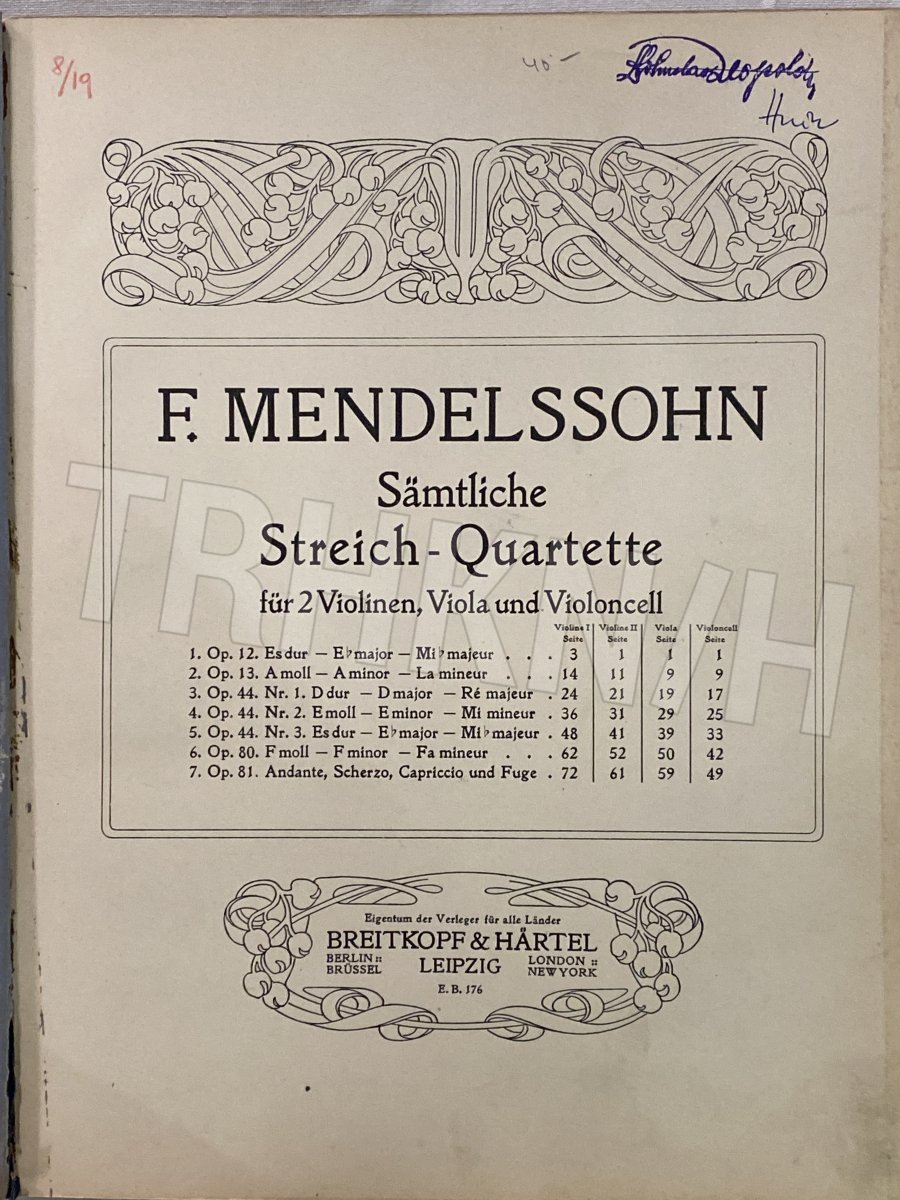 8/19
40 -
Leopold
F. MENDELSSOHN
Sämtliche
Streich - Quartette
für 2 Violinen, Viola und Violoncell
Violine I Seite | Violine II Seite | Viola Seite | Violoncell Seite
1. Op. 12. Es dur – E♭ major – Mi♭ majeur . . . 3 | 1 | 1 | 1
2. Op. 13. A moll – A minor – La mineur . . . 14 | 11 | 9 | 9
3. Op. 44. Nr. 1. D dur – D major – Ré majeur . 24 | 21 | 19 | 17
4. Op. 44. Nr. 2. E moll – E minor – Mi mineur . 36 | 31 | 29 | 25
5. Op. 44. Nr. 3. Es dur – E♭ major – Mi♭ majeur . 48 | 41 | 39 | 33
6. Op. 80. F moll – F minor – Fa mineur . . . 62 | 52 | 50 | 42
7. Op. 81. Andante, Scherzo, Capriccio und Fuge . 72 | 61 | 59 | 49
Eigentum der Verleger für alle Länder
BREITKOPF & HÄRTEL
BERLIN :: LEIPZIG LONDON ::
BRÜSSEL NEW YORK
E. B. 176